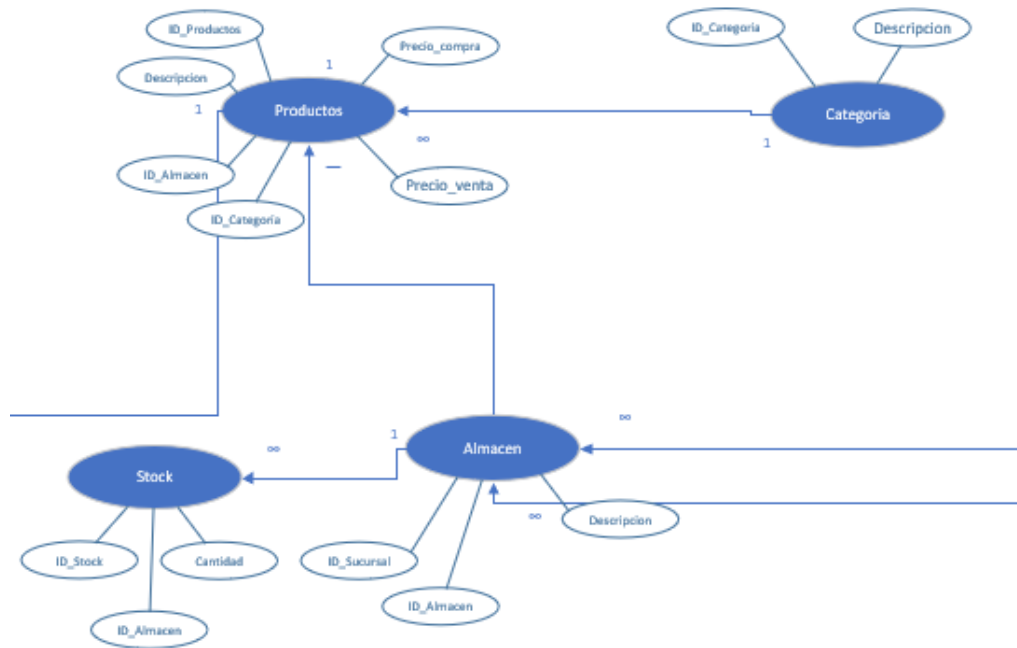 ID_Productos
Precio_compra
ID_Categoria
Descripcion
1
Descripcion
1
Productos
Categoria
∞
1
ID_Almacen
Precio_venta
ID_Categoria
∞
1
∞
Almacen
Stock
∞
Descripcion
ID_Stock
Cantidad
ID_Sucursal
ID_Almacen
ID_Almacen